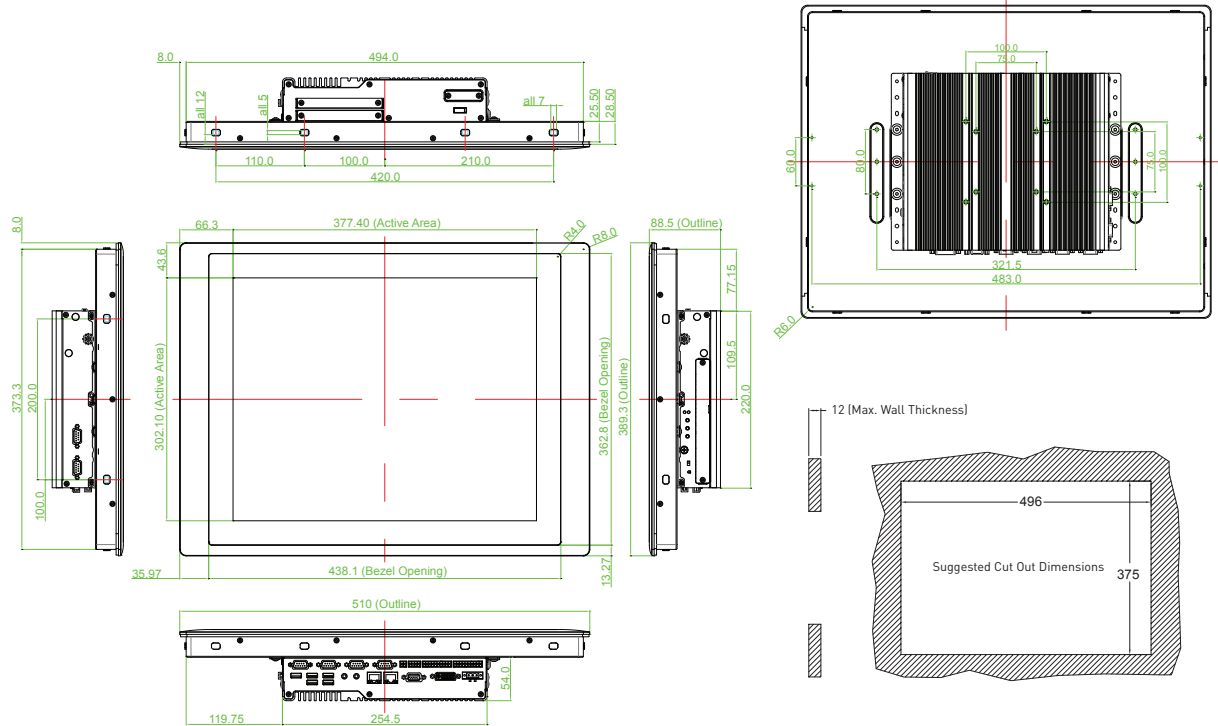 8.0
494.0
all 12
all 5
all 7
25.50
28.50
110.0
100.0
210.0
420.0
100.0
75.0
60.0
80.0
75.0
100.0
321.5
483.0
R6.0
8.0
66.3
377.40 (Active Area)
R4.0
R8.0
43.6
302.10 (Active Area)
362.8 (Bezel Opening)
389.3 (Outline)
35.97
438.1 (Bezel Opening)
13.27
373.3
200.0
100.0
88.5 (Outline)
77.15
109.5
220.0
12 (Max. Wall Thickness)
496
Suggested Cut Out Dimensions
375
510 (Outline)
54.0
119.75
254.5